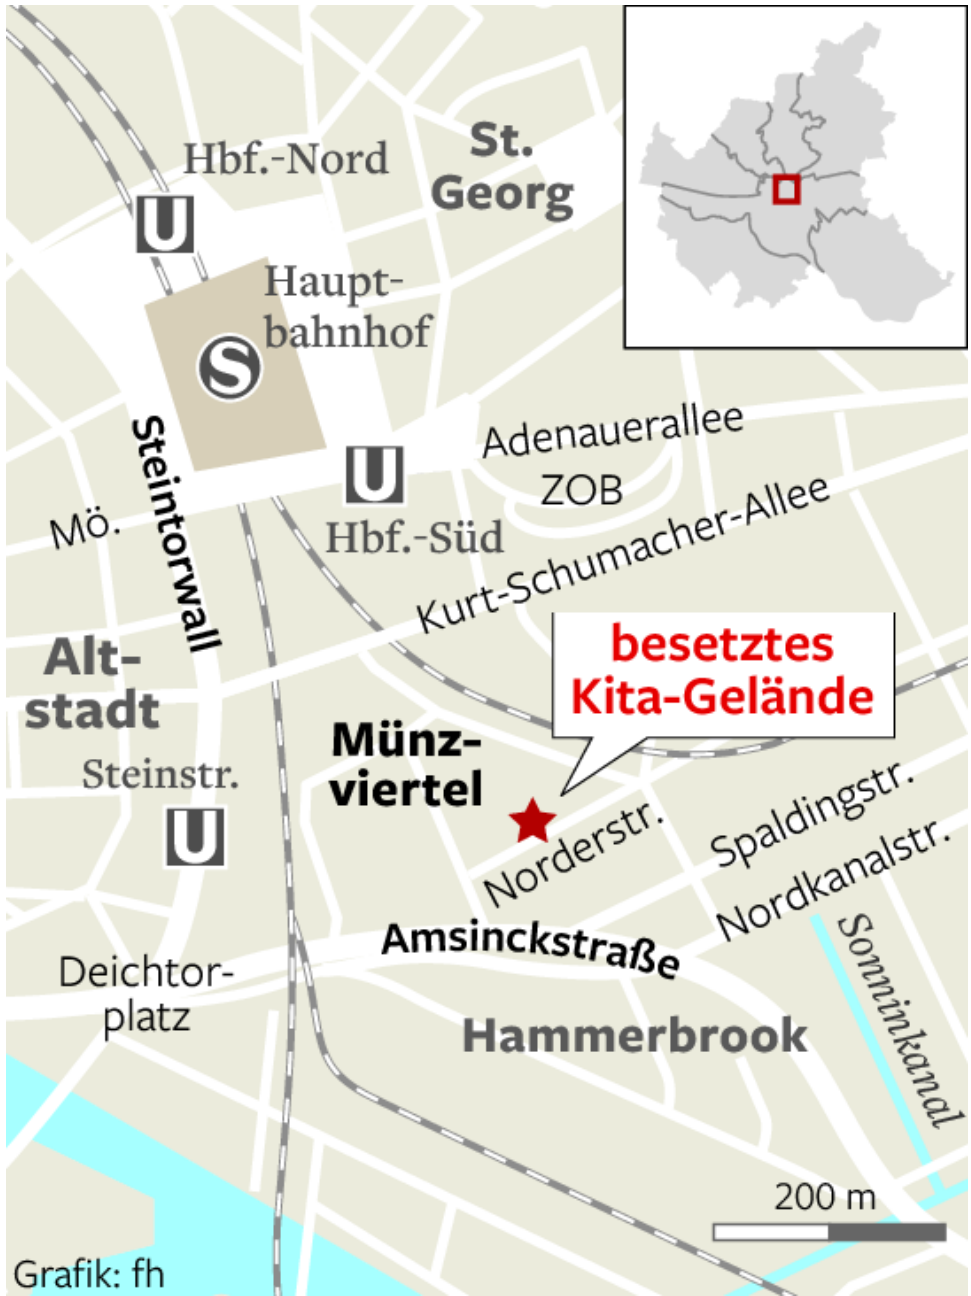 St.
Georg
Hbf.-Nord
U
Haupt-
bahnhof
S
Steintorwall
Adenauerallee
U
ZOB
Mö.
Hbf.-Süd
Kurt-Schumacher-Allee
besetztes
Kita-Gelände
Alt-
stadt
Münz-
viertel
Steinstr.
U
Norderstr.
Spaldingstr.
Nordkanalstr.
Amsinckstraße
Sonninkanal
Deichtor-
platz
Hammerbrook
200 m
Grafik: fh